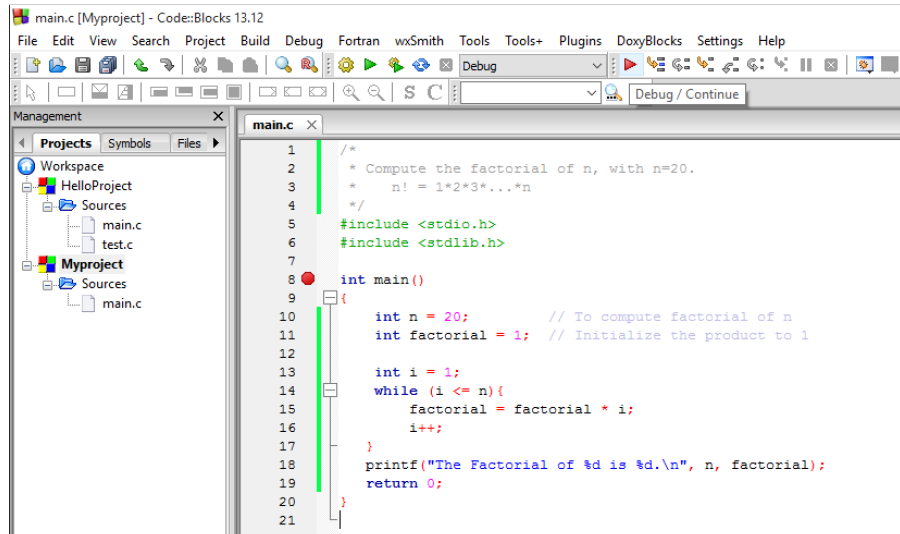 main.c [Myproject] - Code::Blocks 13.12
File Edit View Search Project Build Debug Fortran wxSmith Tools Tools+ Plugins DoxyBlocks Settings Help
Debug
S C Debug / Continue
Management
main.c
Projects Symbols Files
Workspace
HelloProject
Sources
main.c
test.c
Myproject
Sources
main.c
1 /*
2 * Compute the factorial of n, with n=20.
3 * n! = 1*2*3*...*n
4 */
5 #include <stdio.h>
6 #include <stdlib.h>
7
8 int main()
9 {
10 int n = 20; // To compute factorial of n
11 int factorial = 1; // Initialize the product to 1
12
13 int i = 1;
14 while (i <= n){
15 factorial = factorial * i;
16 i++;
17 }
18 printf("The Factorial of %d is %d.\n", n, factorial);
19 return 0;
20 }
21